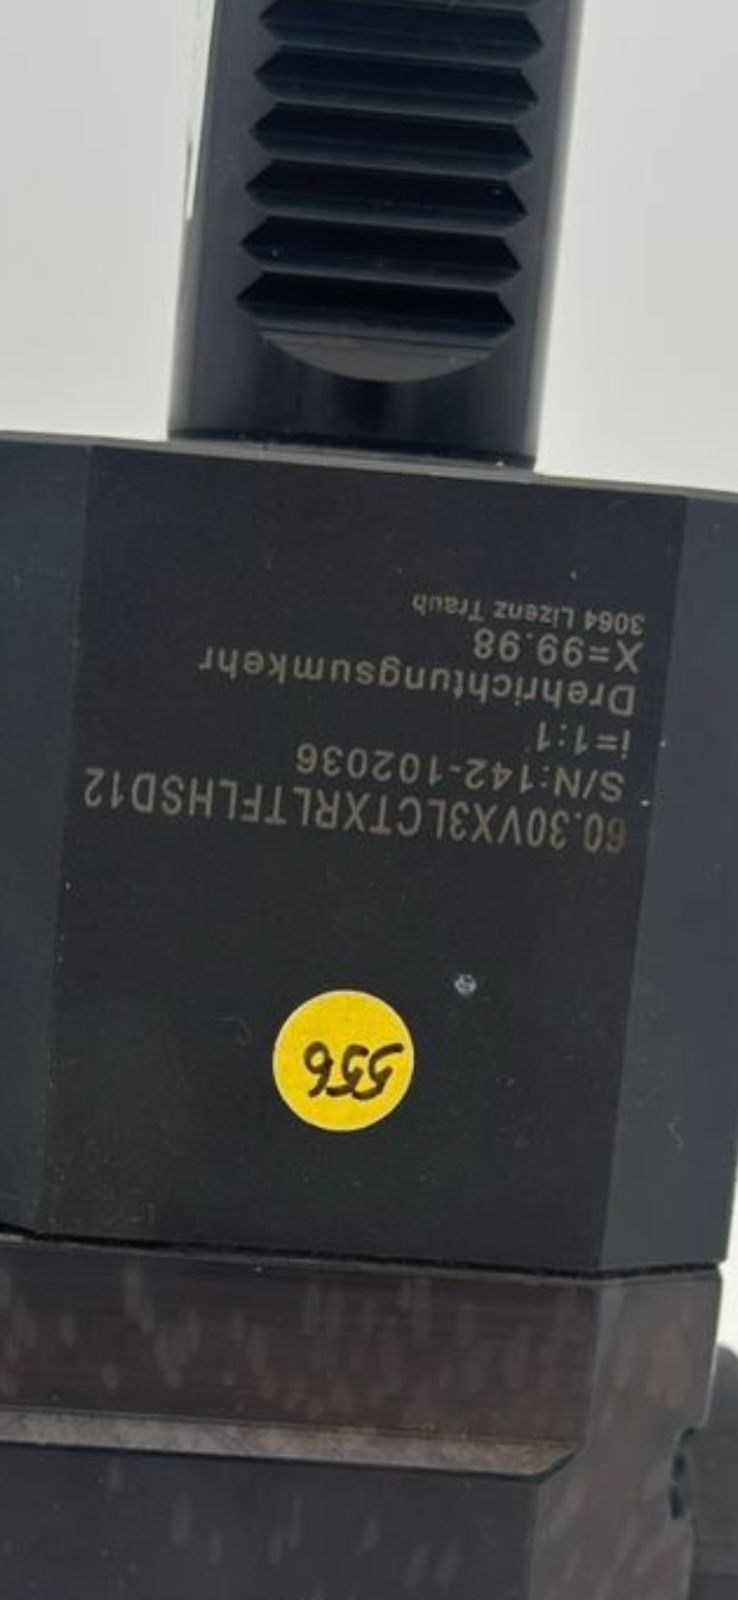 60.30VX3LCTXRLTFLHSD12
S/N:142-102036
i=1:1
Drehrichtungsumkehr
X=99.98
3064 Lizenz Traub
556